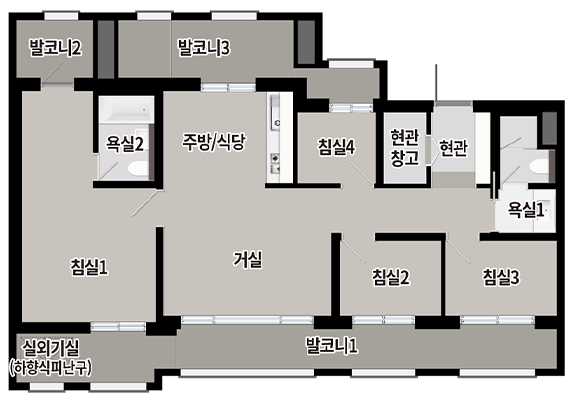 발코니2
발코니3
욕실2
주방/식당
침실4
현관
창고
현관
욕실1
침실1
거실
침실2
침실3
실외기실
(하향식피난구)
발코니1